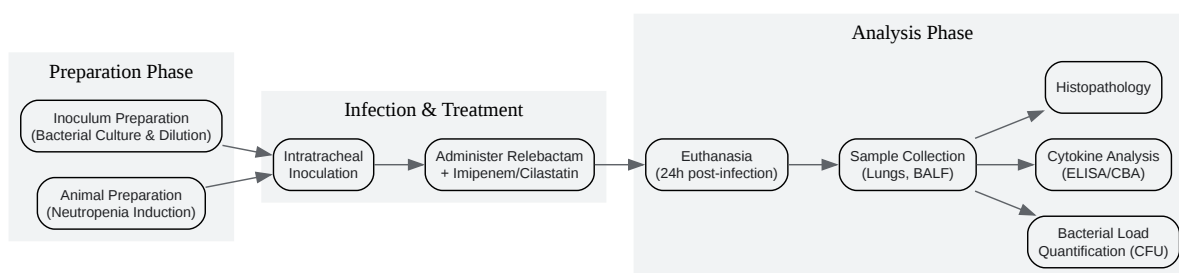 Preparation Phase
Inoculum Preparation
(Bacterial Culture & Dilution)
Animal Preparation
(Neutropenia Induction)
Infection & Treatment
Intratracheal
Inoculation
Administer Relebactam
+ Imipenem/Cilastatin
Analysis Phase
Euthanasia
(24h post-infection)
Sample Collection
(Lungs, BALF)
Histopathology
Cytokine Analysis
(ELISA/CBA)
Bacterial Load
Quantification (CFU)